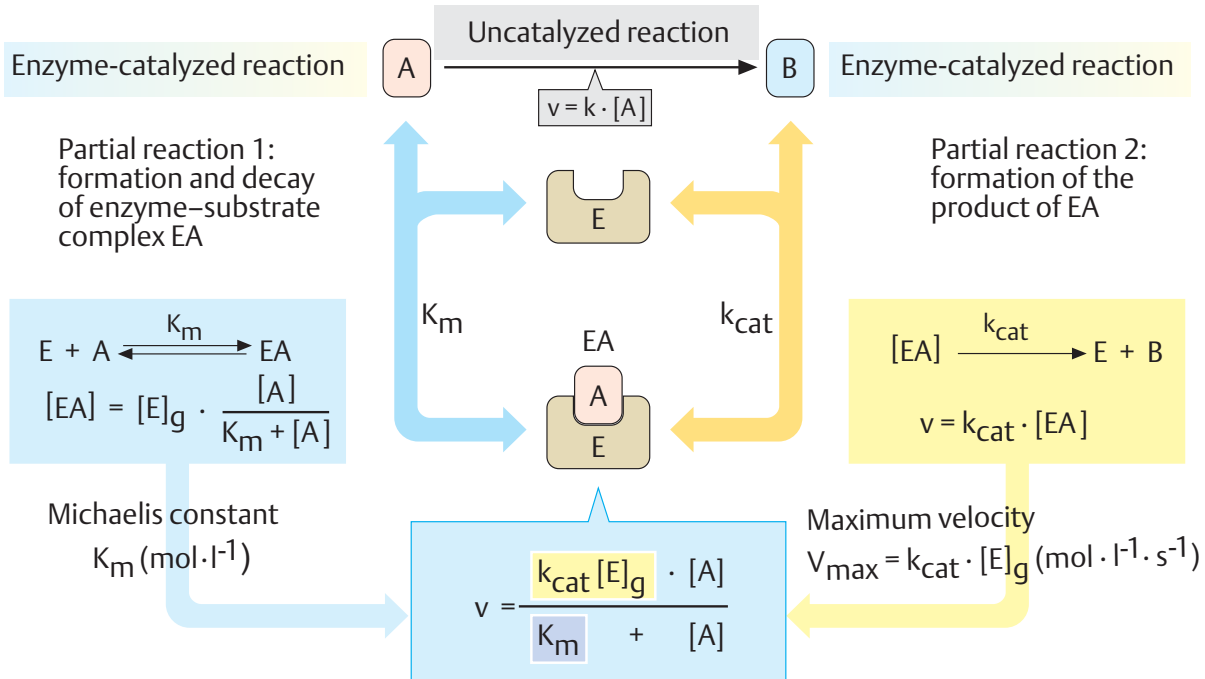 Uncatalyzed reaction
Enzyme-catalyzed reaction
A
B
Enzyme-catalyzed reaction
v = k · [A]
Partial reaction 1:
formation and decay
of enzyme–substrate
complex EA
E
Partial reaction 2:
formation of the
product of EA
Km
kcat
E + A Km EA
[EA] = [E]g · [A]
Km + [A]
EA
A
E
[EA] kcat E + B
v = kcat · [EA]
Michaelis constant
Km (mol·l-1)
Maximum velocity
Vmax = kcat · [E]g (mol · l-1 · s-1)
v = kcat [E]g · [A]
Km + [A]